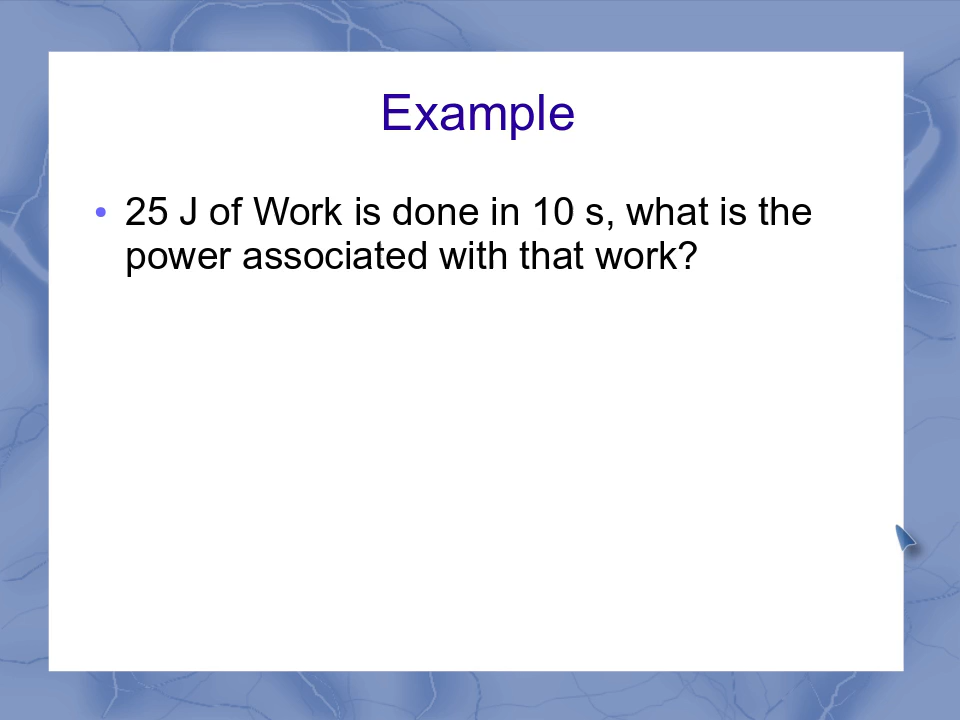 Example
• 25 J of Work is done in 10 s, what is the
power associated with that work?